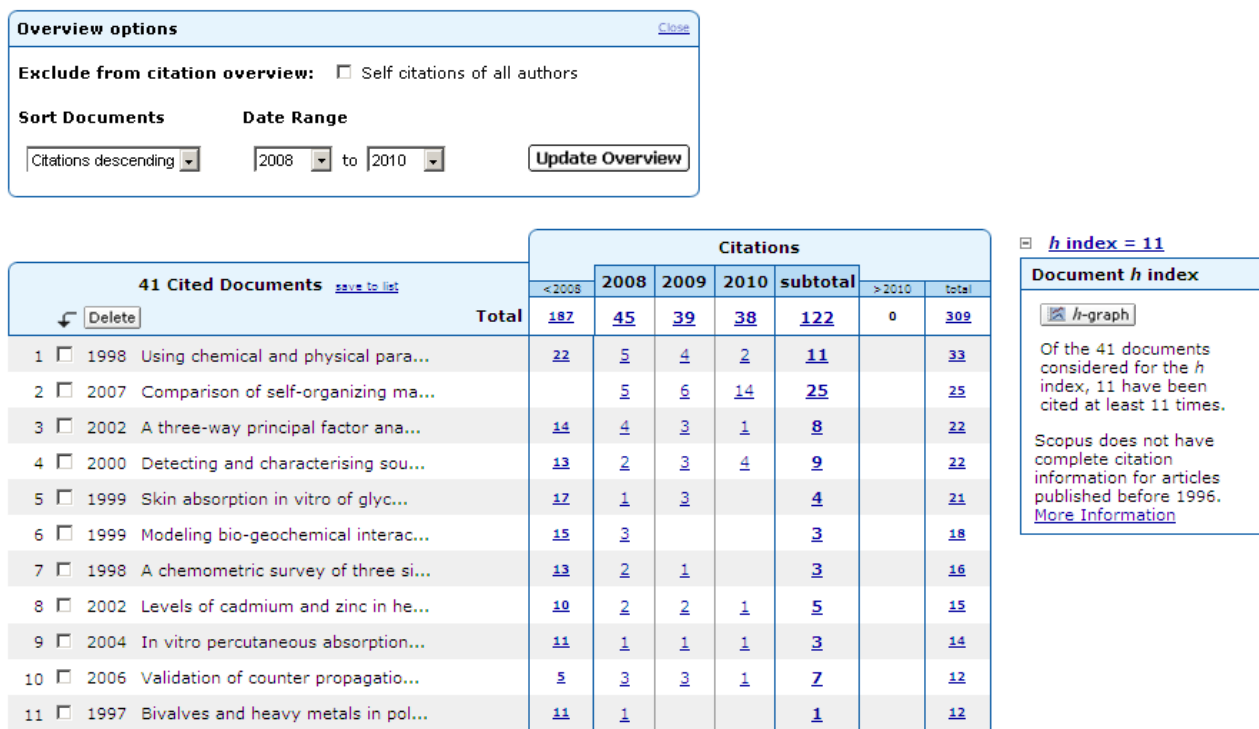 Overview options Close
Exclude from citation overview: Self citations of all authors
Sort Documents Date Range
Citations descending 2008 to 2010 Update Overview
Citations
41 Cited Documents save to list <2008 2008 2009 2010 subtotal >2010 total
Delete Total 187 45 39 38 122 0 309
1 1998 Using chemical and physical para... 22 5 4 2 11 33
2 2007 Comparison of self-organizing ma... 5 6 14 25 25
3 2002 A three-way principal factor ana... 14 4 3 1 8 22
4 2000 Detecting and characterising sou... 13 2 3 4 9 22
5 1999 Skin absorption in vitro of glyc... 17 1 3 4 21
6 1999 Modeling bio-geochemical interac... 15 3 3 18
7 1998 A chemometric survey of three si... 13 2 1 3 16
8 2002 Levels of cadmium and zinc in he... 10 2 2 1 5 15
9 2004 In vitro percutaneous absorption... 11 1 1 1 3 14
10 2006 Validation of counter propagatio... 5 3 3 1 7 12
11 1997 Bivalves and heavy metals in pol... 11 1 1 12
h index = 11
Document h index
h-graph
Of the 41 documents
considered for the h
index, 11 have been
cited at least 11 times.
Scopus does not have
complete citation
information for articles
published before 1996.
More Information